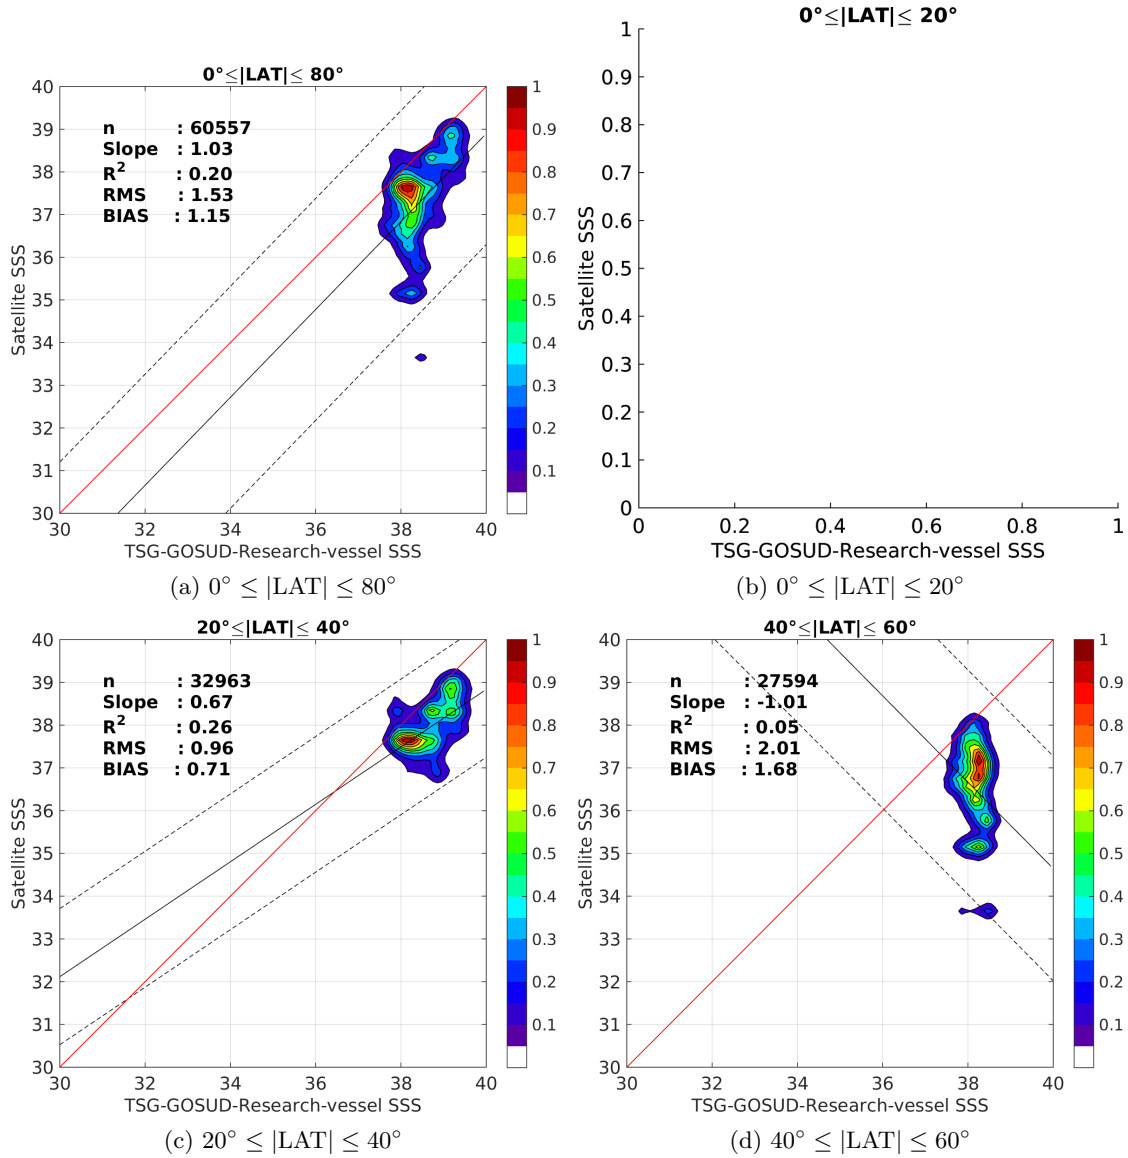 0°≤|LAT|≤ 80°
n : 60557
Slope : 1.03
R² : 0.20
RMS : 1.53
BIAS : 1.15
Satellite SSS
40
39
38
37
36
35
34
33
32
31
30
30 32 34 36 38 40
TSG-GOSUD-Research-vessel SSS
1
0.9
0.8
0.7
0.6
0.5
0.4
0.3
0.2
0.1
(a) 0° ≤ |LAT| ≤ 80°
0°≤|LAT|≤ 20°
Satellite SSS
1
0.9
0.8
0.7
0.6
0.5
0.4
0.3
0.2
0.1
0
0 0.2 0.4 0.6 0.8 1
TSG-GOSUD-Research-vessel SSS
(b) 0° ≤ |LAT| ≤ 20°
20°≤|LAT|≤ 40°
n : 32963
Slope : 0.67
R² : 0.26
RMS : 0.96
BIAS : 0.71
Satellite SSS
40
39
38
37
36
35
34
33
32
31
30
30 32 34 36 38 40
TSG-GOSUD-Research-vessel SSS
1
0.9
0.8
0.7
0.6
0.5
0.4
0.3
0.2
0.1
(c) 20° ≤ |LAT| ≤ 40°
40°≤|LAT|≤ 60°
n : 27594
Slope : -1.01
R² : 0.05
RMS : 2.01
BIAS : 1.68
Satellite SSS
40
39
38
37
36
35
34
33
32
31
30
30 32 34 36 38 40
TSG-GOSUD-Research-vessel SSS
1
0.9
0.8
0.7
0.6
0.5
0.4
0.3
0.2
0.1
(d) 40° ≤ |LAT| ≤ 60°